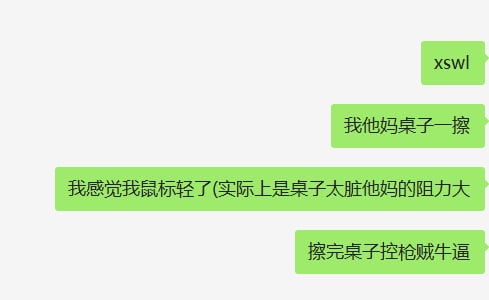 xswl
我他妈桌子一擦
我感觉我鼠标轻了(实际上是桌子太脏他妈的阻力大
擦完桌子控枪贼牛逼